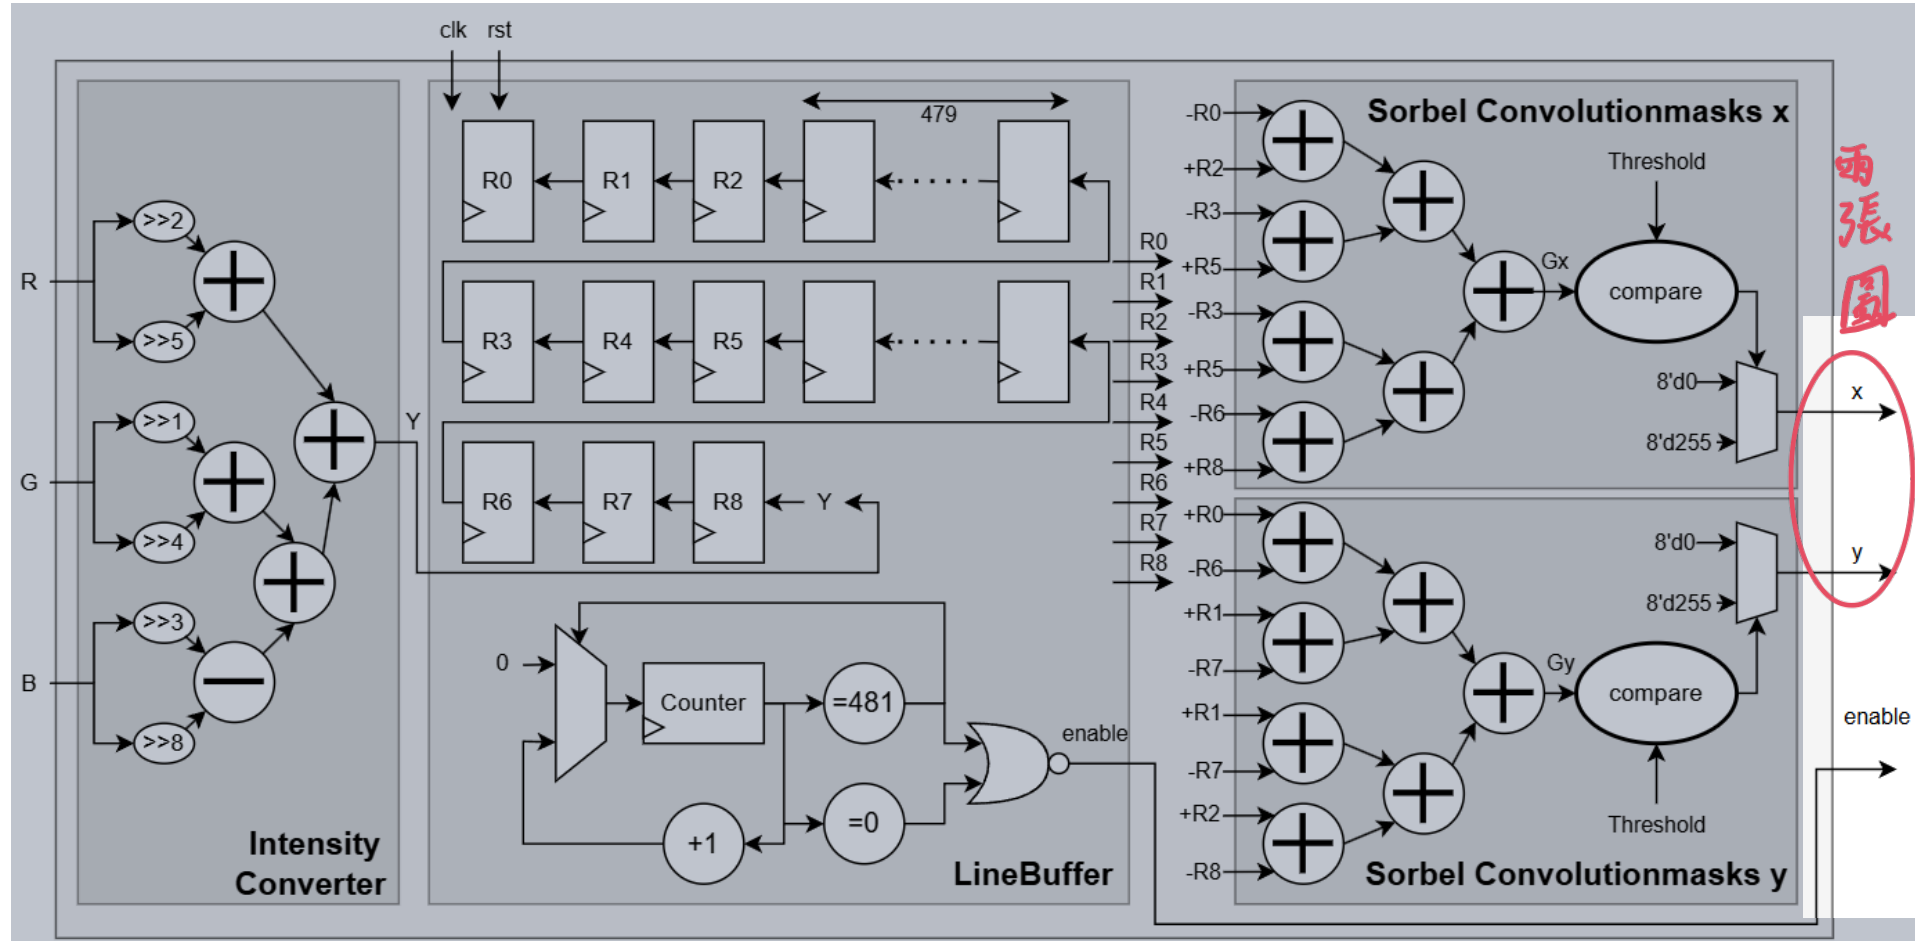 clk
rst
R
>>2
>>5
G
>>1
>>4
B
>>3
>>8
Y
Intensity
Converter
479
R0
R1
R2
R3
R4
R5
R6
R7
R8
Y
0
Counter
=481
=0
+1
enable
LineBuffer
R0
R1
R2
R3
R4
R5
R6
R7
R8
Sorbel Convolutionmasks x
-R0
+R2
-R3
+R5
-R3
+R5
-R6
+R8
Gx
Threshold
compare
8'd0
8'd255
+R0
-R6
+R1
-R7
+R1
-R7
+R2
-R8
Gy
8'd0
8'd255
compare
Threshold
Sorbel Convolutionmasks y
兩
張
圖
x
y
enable